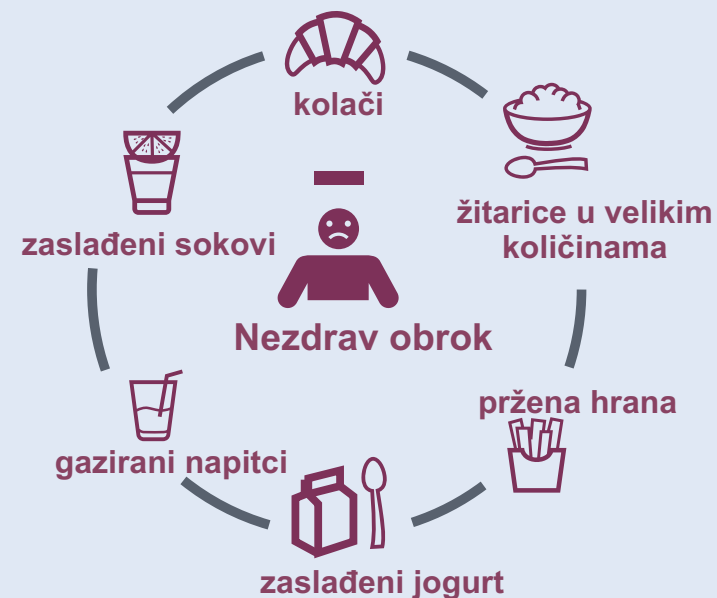 kolači
žitarice u velikim
količinama
zaslađeni sokovi
Nezdrav obrok
pržena hrana
gazirani napitci
zaslađeni jogurt